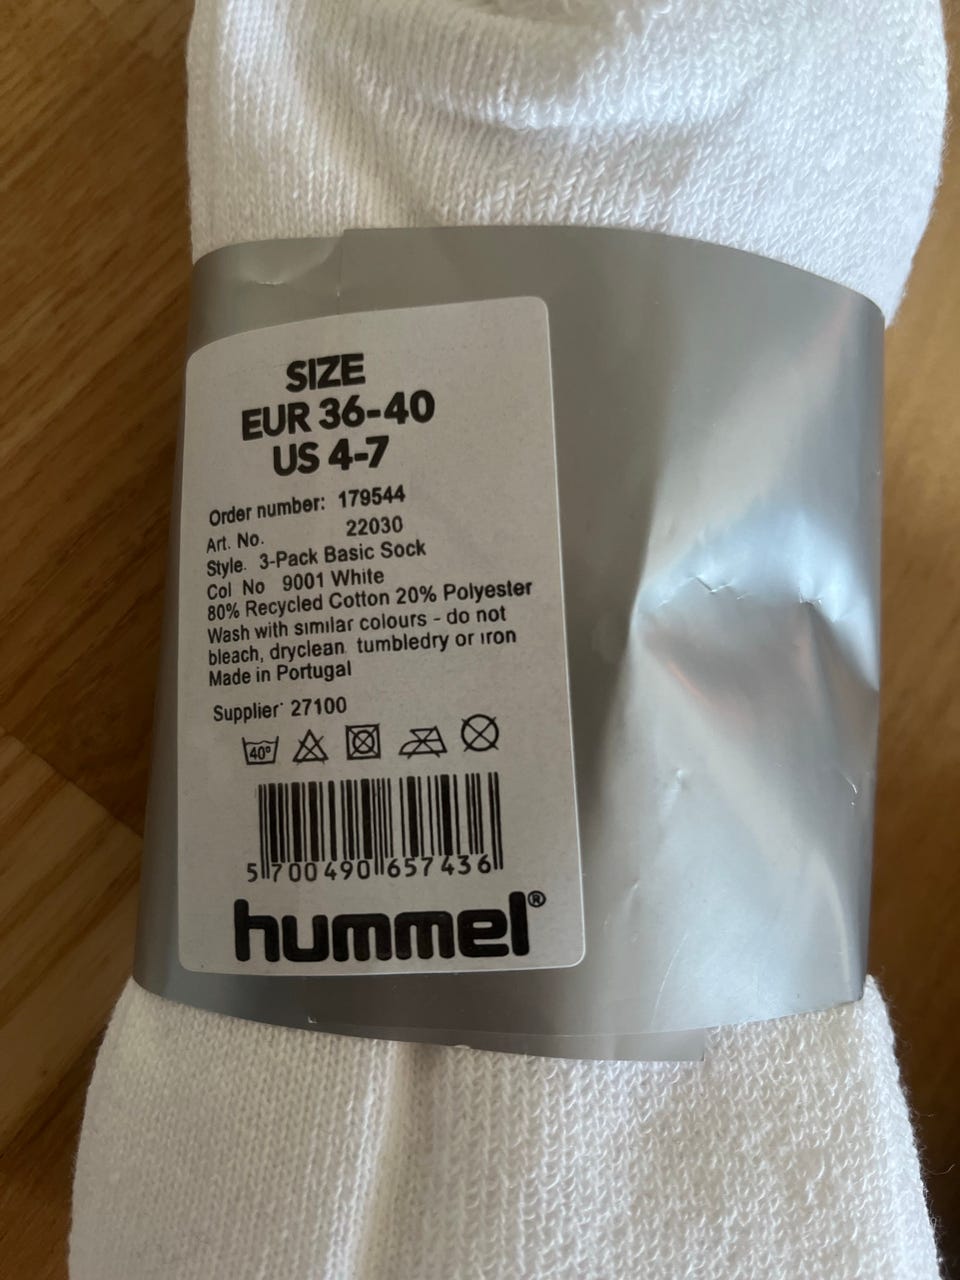 SIZE
EUR 36-40
US 4-7
Order number: 179544
Art. No. 22030
Style. 3-Pack Basic Sock
Col No 9001 White
80% Recycled Cotton 20% Polyester
Wash with similar colours - do not
bleach, dryclean. tumbledry or iron
Made in Portugal
Supplier· 27100
40°
5 700490 657436
hummel®